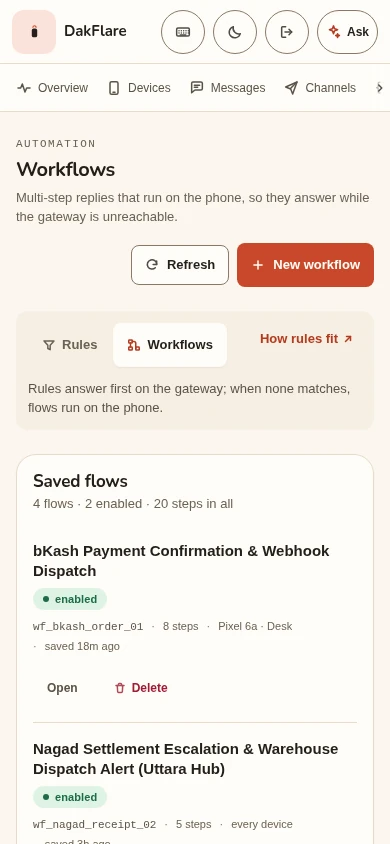 DakFlare
Ask
Overview
Devices
Messages
Channels
AUTOMATION
Workflows
Multi-step replies that run on the phone, so they answer while
the gateway is unreachable.
Refresh
New workflow
Rules
Workflows
How rules fit ↗
Rules answer first on the gateway; when none matches,
flows run on the phone.
Saved flows
4 flows · 2 enabled · 20 steps in all
bKash Payment Confirmation & Webhook
Dispatch
enabled
wf_bkash_order_01 · 8 steps · Pixel 6a · Desk
· saved 18m ago
Open
Delete
Nagad Settlement Escalation & Warehouse
Dispatch Alert (Uttara Hub)
enabled
wf_nagad_receipt_02 · 5 steps · every device
· saved 3h ago